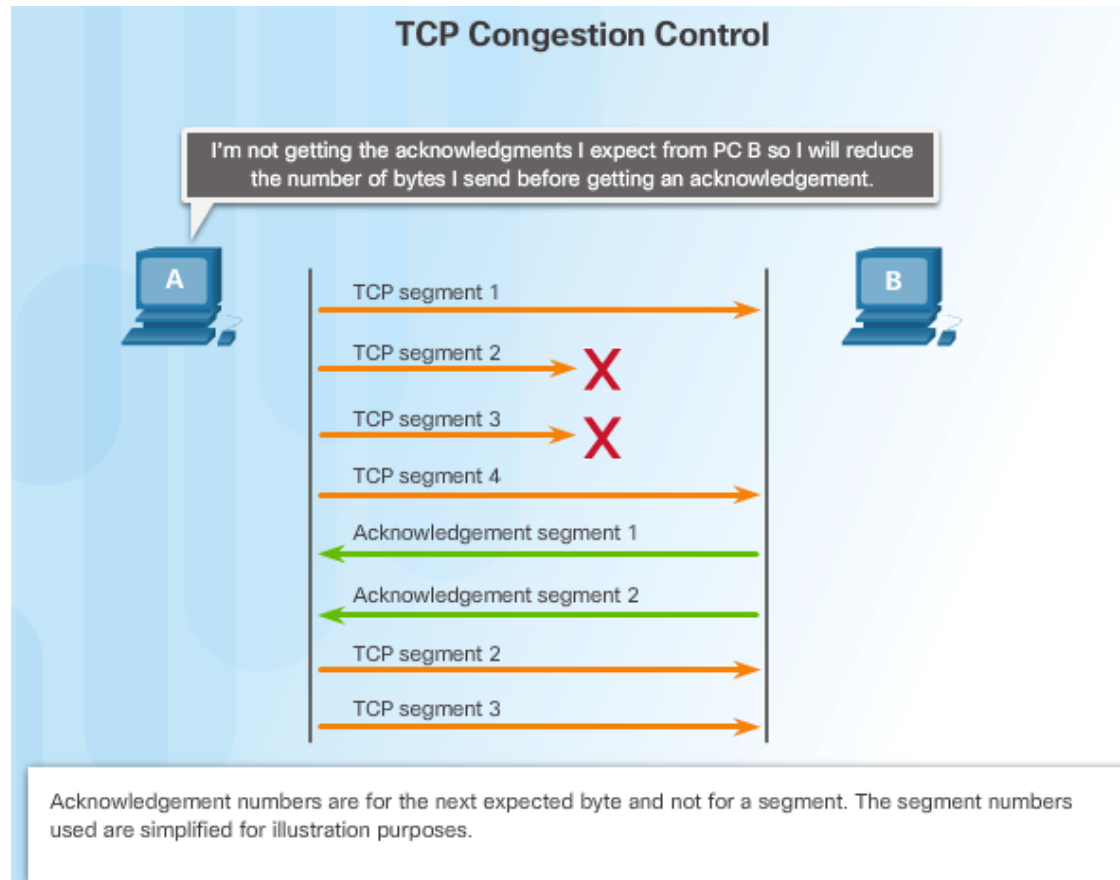 TCP Congestion Control
I'm not getting the acknowledgments I expect from PC B so I will reduce
the number of bytes I send before getting an acknowledgement.
A
B
TCP segment 1
TCP segment 2
X
TCP segment 3
X
TCP segment 4
Acknowledgement segment 1
Acknowledgement segment 2
TCP segment 2
TCP segment 3
Acknowledgement numbers are for the next expected byte and not for a segment. The segment numbers
used are simplified for illustration purposes.